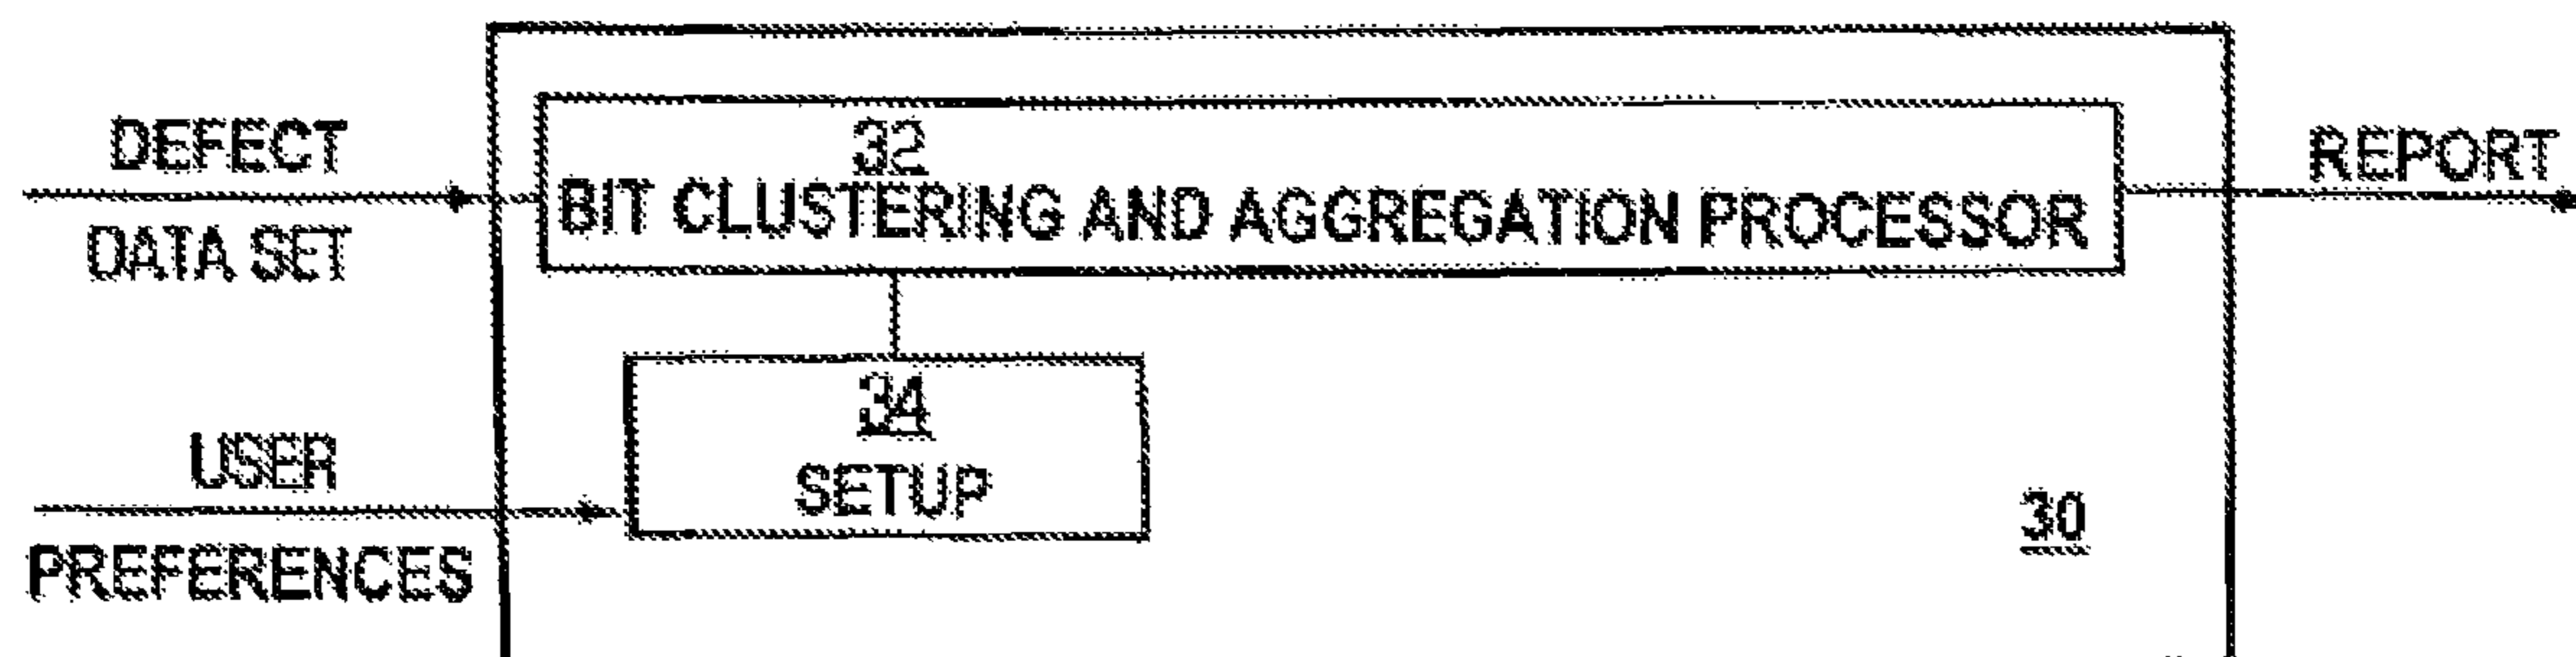 DEFECT
DATA SET
32
BIT CLUSTERING AND AGGREGATION PROCESSOR
REPORT
34
SETUP
USER
PREFERENCES
30